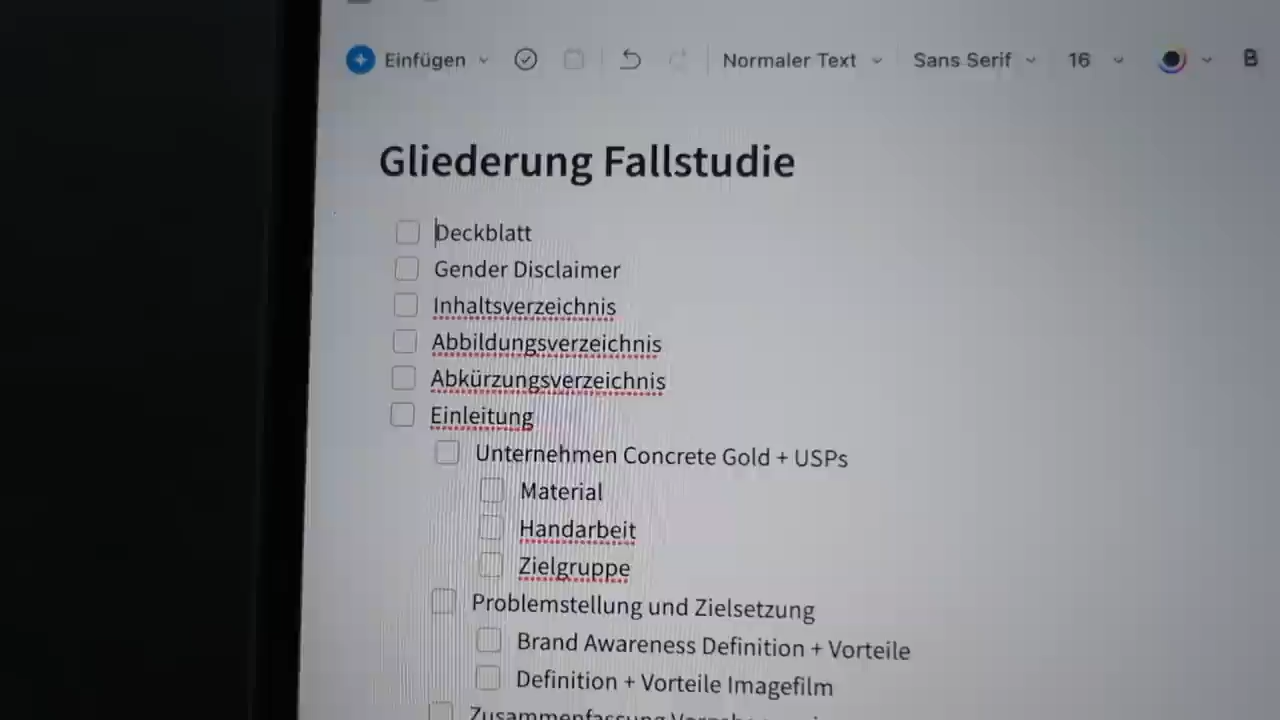 Einfügen Normaler Text Sans Serif 16 B
Gliederung Fallstudie
Deckblatt
Gender Disclaimer
Inhaltsverzeichnis
Abbildungsverzeichnis
Abkürzungsverzeichnis
Einleitung
Unternehmen Concrete Gold + USPs
Material
Handarbeit
Zielgruppe
Problemstellung und Zielsetzung
Brand Awareness Definition + Vorteile
Definition + Vorteile Imagefilm
Zusammenfassung